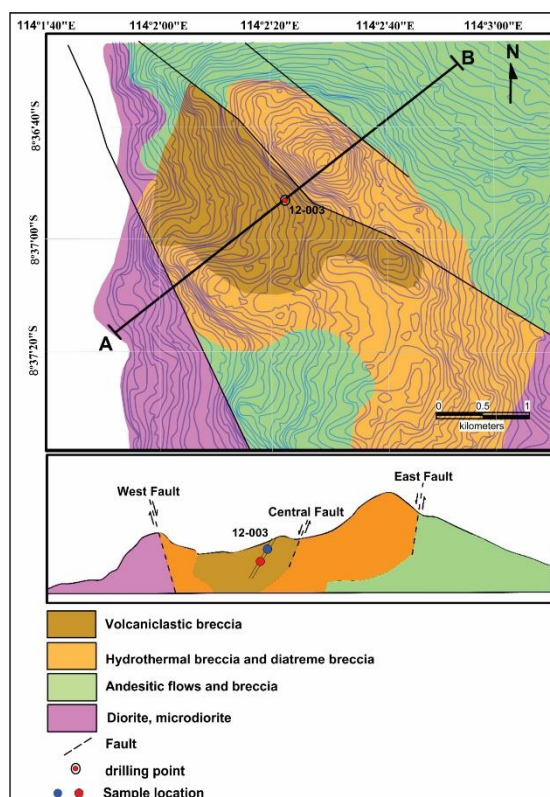 114°1'40"E 114°2'0"E 114°2'20"E 114°2'40"E 114°3'0"E
B
N
8°36'40"S
12-003
8°37'00"S
A
8°37'20"S
0 0.5 1
kilometers
West Fault
East Fault
Central Fault
12-003
Volcaniclastic breccia
Hydrothermal breccia and diatreme breccia
Andesitic flows and breccia
Diorite, microdiorite
Fault
drilling point
Sample location